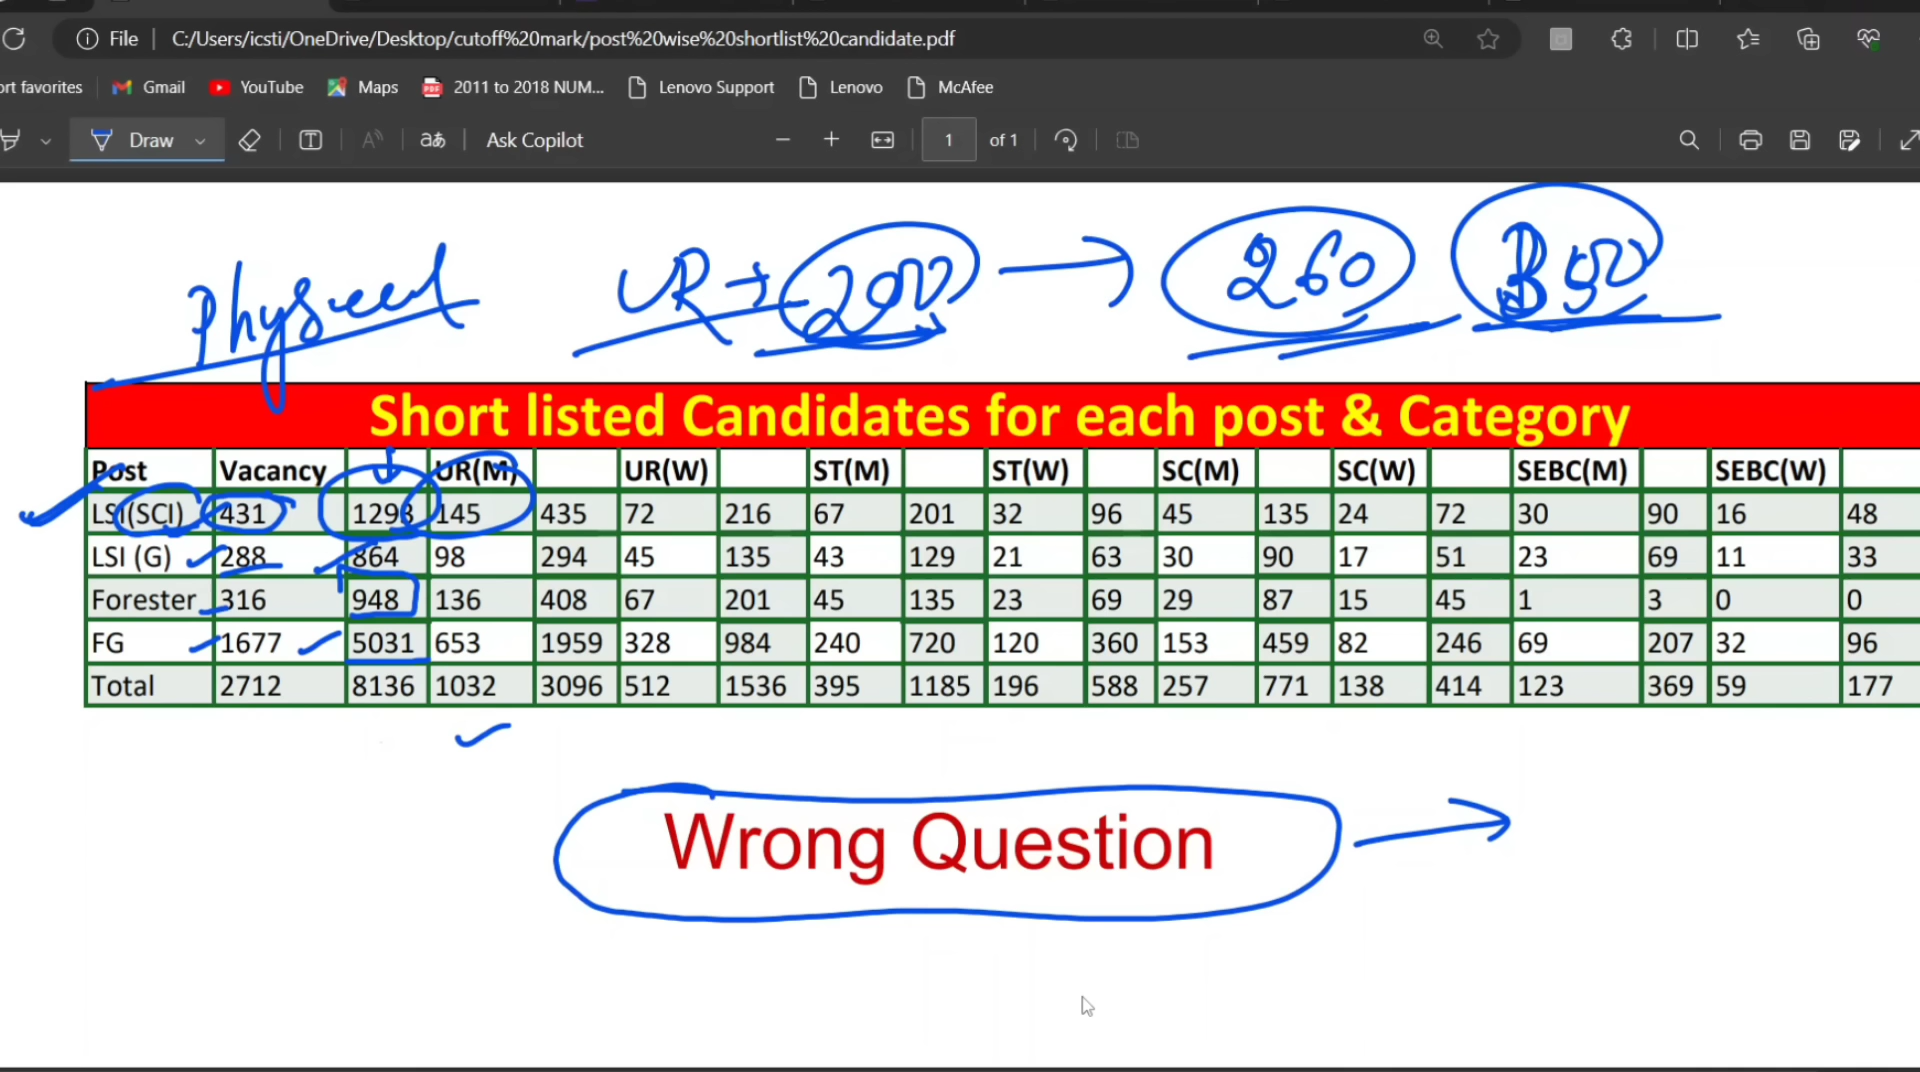 File C:/Users/icsti/OneDrive/Desktop/cutoff%20mark/post%20wise%20shortlist%20candidate.pdf
ort favorites Gmail YouTube Maps 2011 to 2018 NUM... Lenovo Support Lenovo McAfee
Draw aあ Ask Copilot 1 of 1
UR → 200 → 260
Short listed Candidates for each post & Category
Post Vacancy UR(M) UR(W) ST(M) ST(W) SC(M) SC(W) SEBC(M) SEBC(W)
LSI(SCI) 431 1293 145 435 72 216 67 201 32 96 45 135 24 72 30 90 16 48
LSI (G) 288 864 98 294 45 135 43 129 21 63 30 90 17 51 23 69 11 33
Forester 316 948 136 408 67 201 45 135 23 69 29 87 15 45 1 3 0 0
FG 1677 5031 653 1959 328 984 240 720 120 360 153 459 82 246 69 207 32 96
Total 2712 8136 1032 3096 512 1536 395 1185 196 588 257 771 138 414 123 369 59 177
Wrong Question